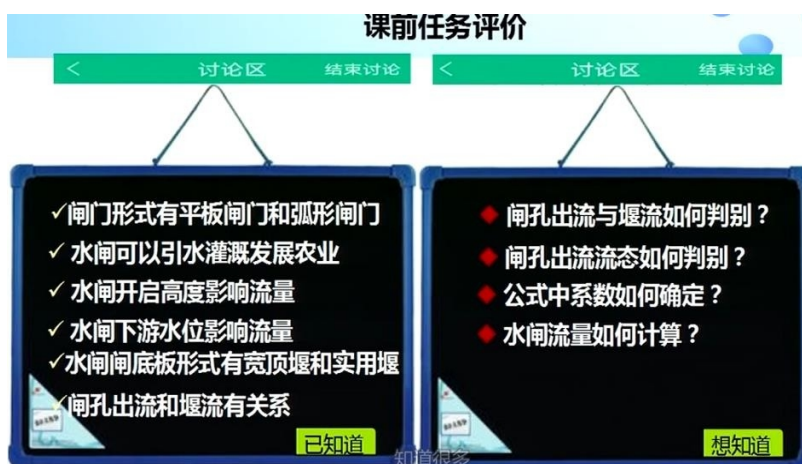 课前任务评价
< 讨论区 结束讨论
✓闸门形式有平板闸门和弧形闸门
✓水闸可以引水灌溉发展农业
✓水闸开启高度影响流量
✓水闸下游水位影响流量
✓水闸闸底板形式有宽顶堰和实用堰
✓闸孔出流和堰流有关系
已知道
< 讨论区 结束讨论
◆闸孔出流与堰流如何判别？
◆闸孔出流流态如何判别？
◆公式中系数如何确定？
◆水闸流量如何计算？
想知道
知道很多